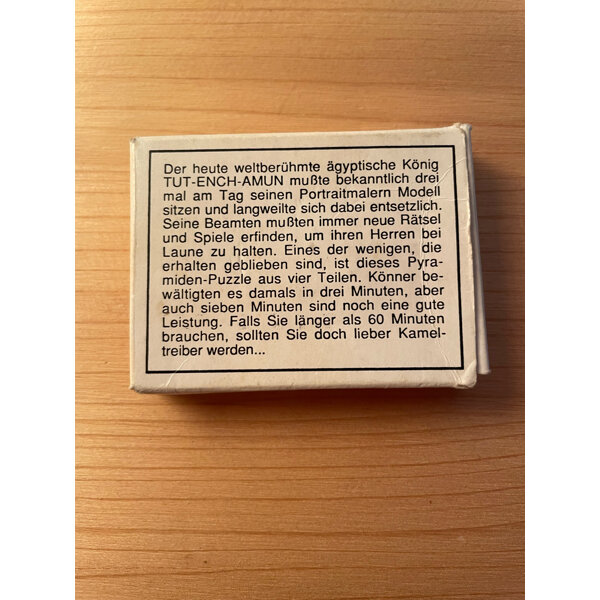 Der heute weltberühmte ägyptische König
TUT-ENCH-AMUN mußte bekanntlich drei
mal am Tag seinen Portraitmalern Modell
sitzen und langweilte sich dabei entsetzlich.
Seine Beamten mußten immer neue Rätsel
und Spiele erfinden, um ihren Herren bei
Laune zu halten. Eines der wenigen, die
erhalten geblieben sind, ist dieses Pyra-
miden-Puzzle aus vier Teilen. Könner be-
wältigten es damals in drei Minuten, aber
auch sieben Minuten sind noch eine gute
Leistung. Falls Sie länger als 60 Minuten
brauchen, sollten Sie doch lieber Kamel-
treiber werden...